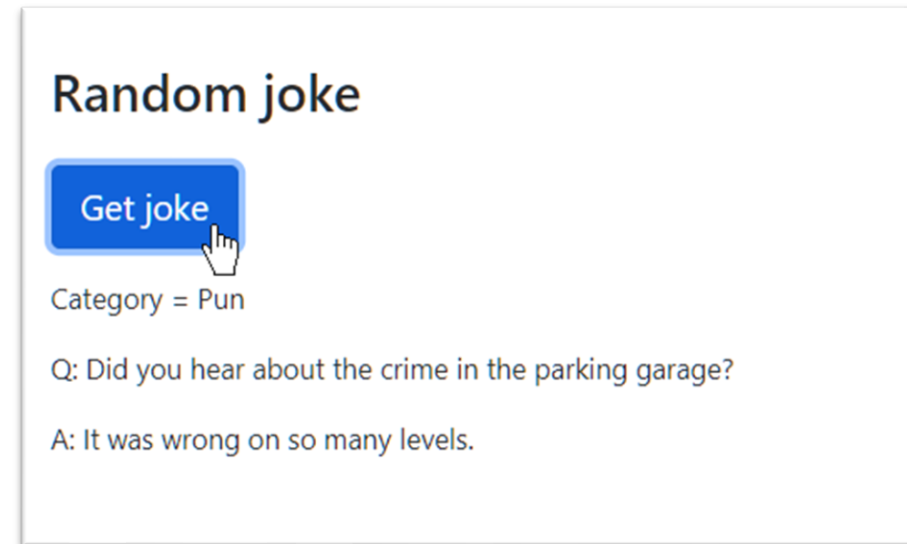 Random joke
Get joke
Category = Pun
Q: Did you hear about the crime in the parking garage?
A: It was wrong on so many levels.